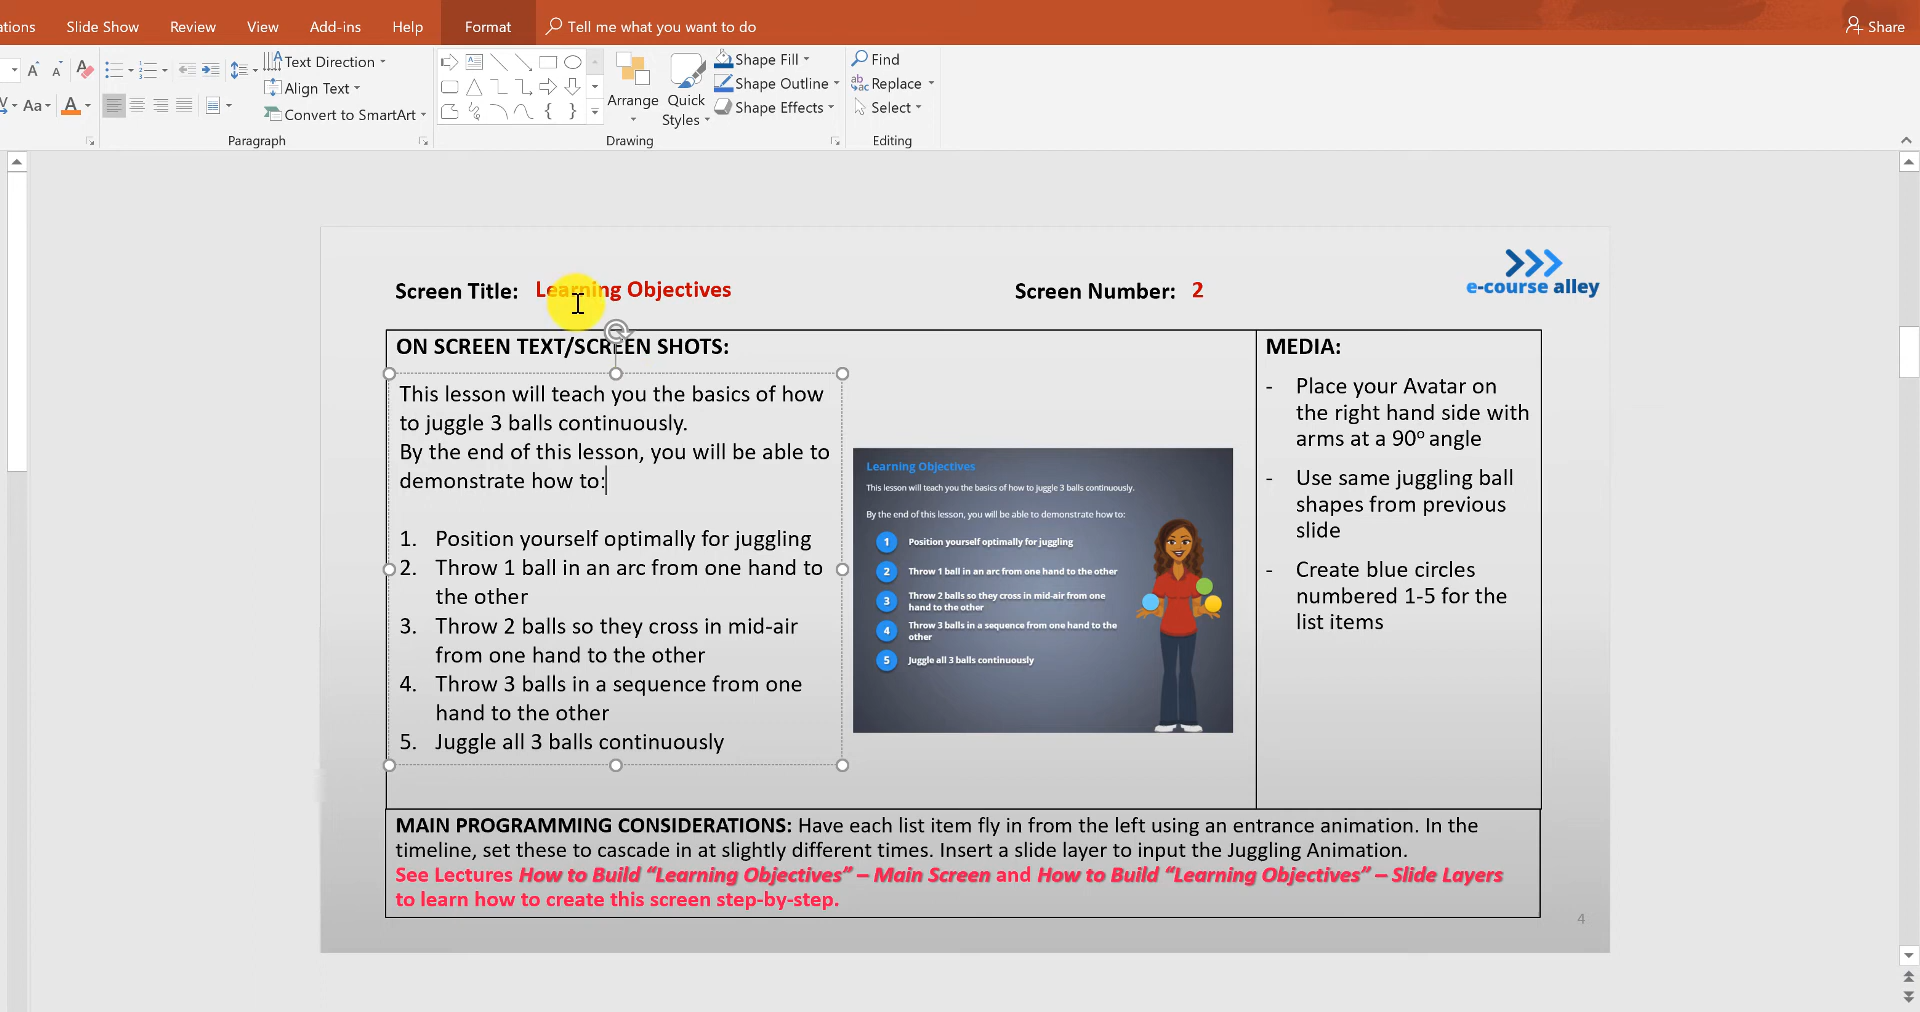 ations Slide Show Review View Add-ins Help Format Tell me what you want to do Share
Text Direction
Align Text
Convert to SmartArt
Aa
A
Paragraph
Arrange
Quick
Styles
Shape Fill
Shape Outline
Shape Effects
Drawing
Find
Replace
Select
Editing
Screen Title: Learning Objectives
Screen Number: 2
e-course alley
ON SCREEN TEXT/SCREEN SHOTS:
This lesson will teach you the basics of how
to juggle 3 balls continuously.
By the end of this lesson, you will be able to
demonstrate how to:
1. Position yourself optimally for juggling
2. Throw 1 ball in an arc from one hand to
the other
3. Throw 2 balls so they cross in mid-air
from one hand to the other
4. Throw 3 balls in a sequence from one
hand to the other
5. Juggle all 3 balls continuously
Learning Objectives
This lesson will teach you the basics of how to juggle 3 balls continuously.
By the end of this lesson, you will be able to demonstrate how to:
1 Position yourself optimally for juggling
2 Throw 1 ball in an arc from one hand to the other
3 Throw 2 balls so they cross in mid-air from one
hand to the other
4 Throw 3 balls in a sequence from one hand to the
other
5 Juggle all 3 balls continuously
MEDIA:
- Place your Avatar on
the right hand side with
arms at a 90º angle
- Use same juggling ball
shapes from previous
slide
- Create blue circles
numbered 1-5 for the
list items
MAIN PROGRAMMING CONSIDERATIONS: Have each list item fly in from the left using an entrance animation. In the
timeline, set these to cascade in at slightly different times. Insert a slide layer to input the Juggling Animation.
See Lectures How to Build “Learning Objectives” – Main Screen and How to Build “Learning Objectives” – Slide Layers
to learn how to create this screen step-by-step.
4